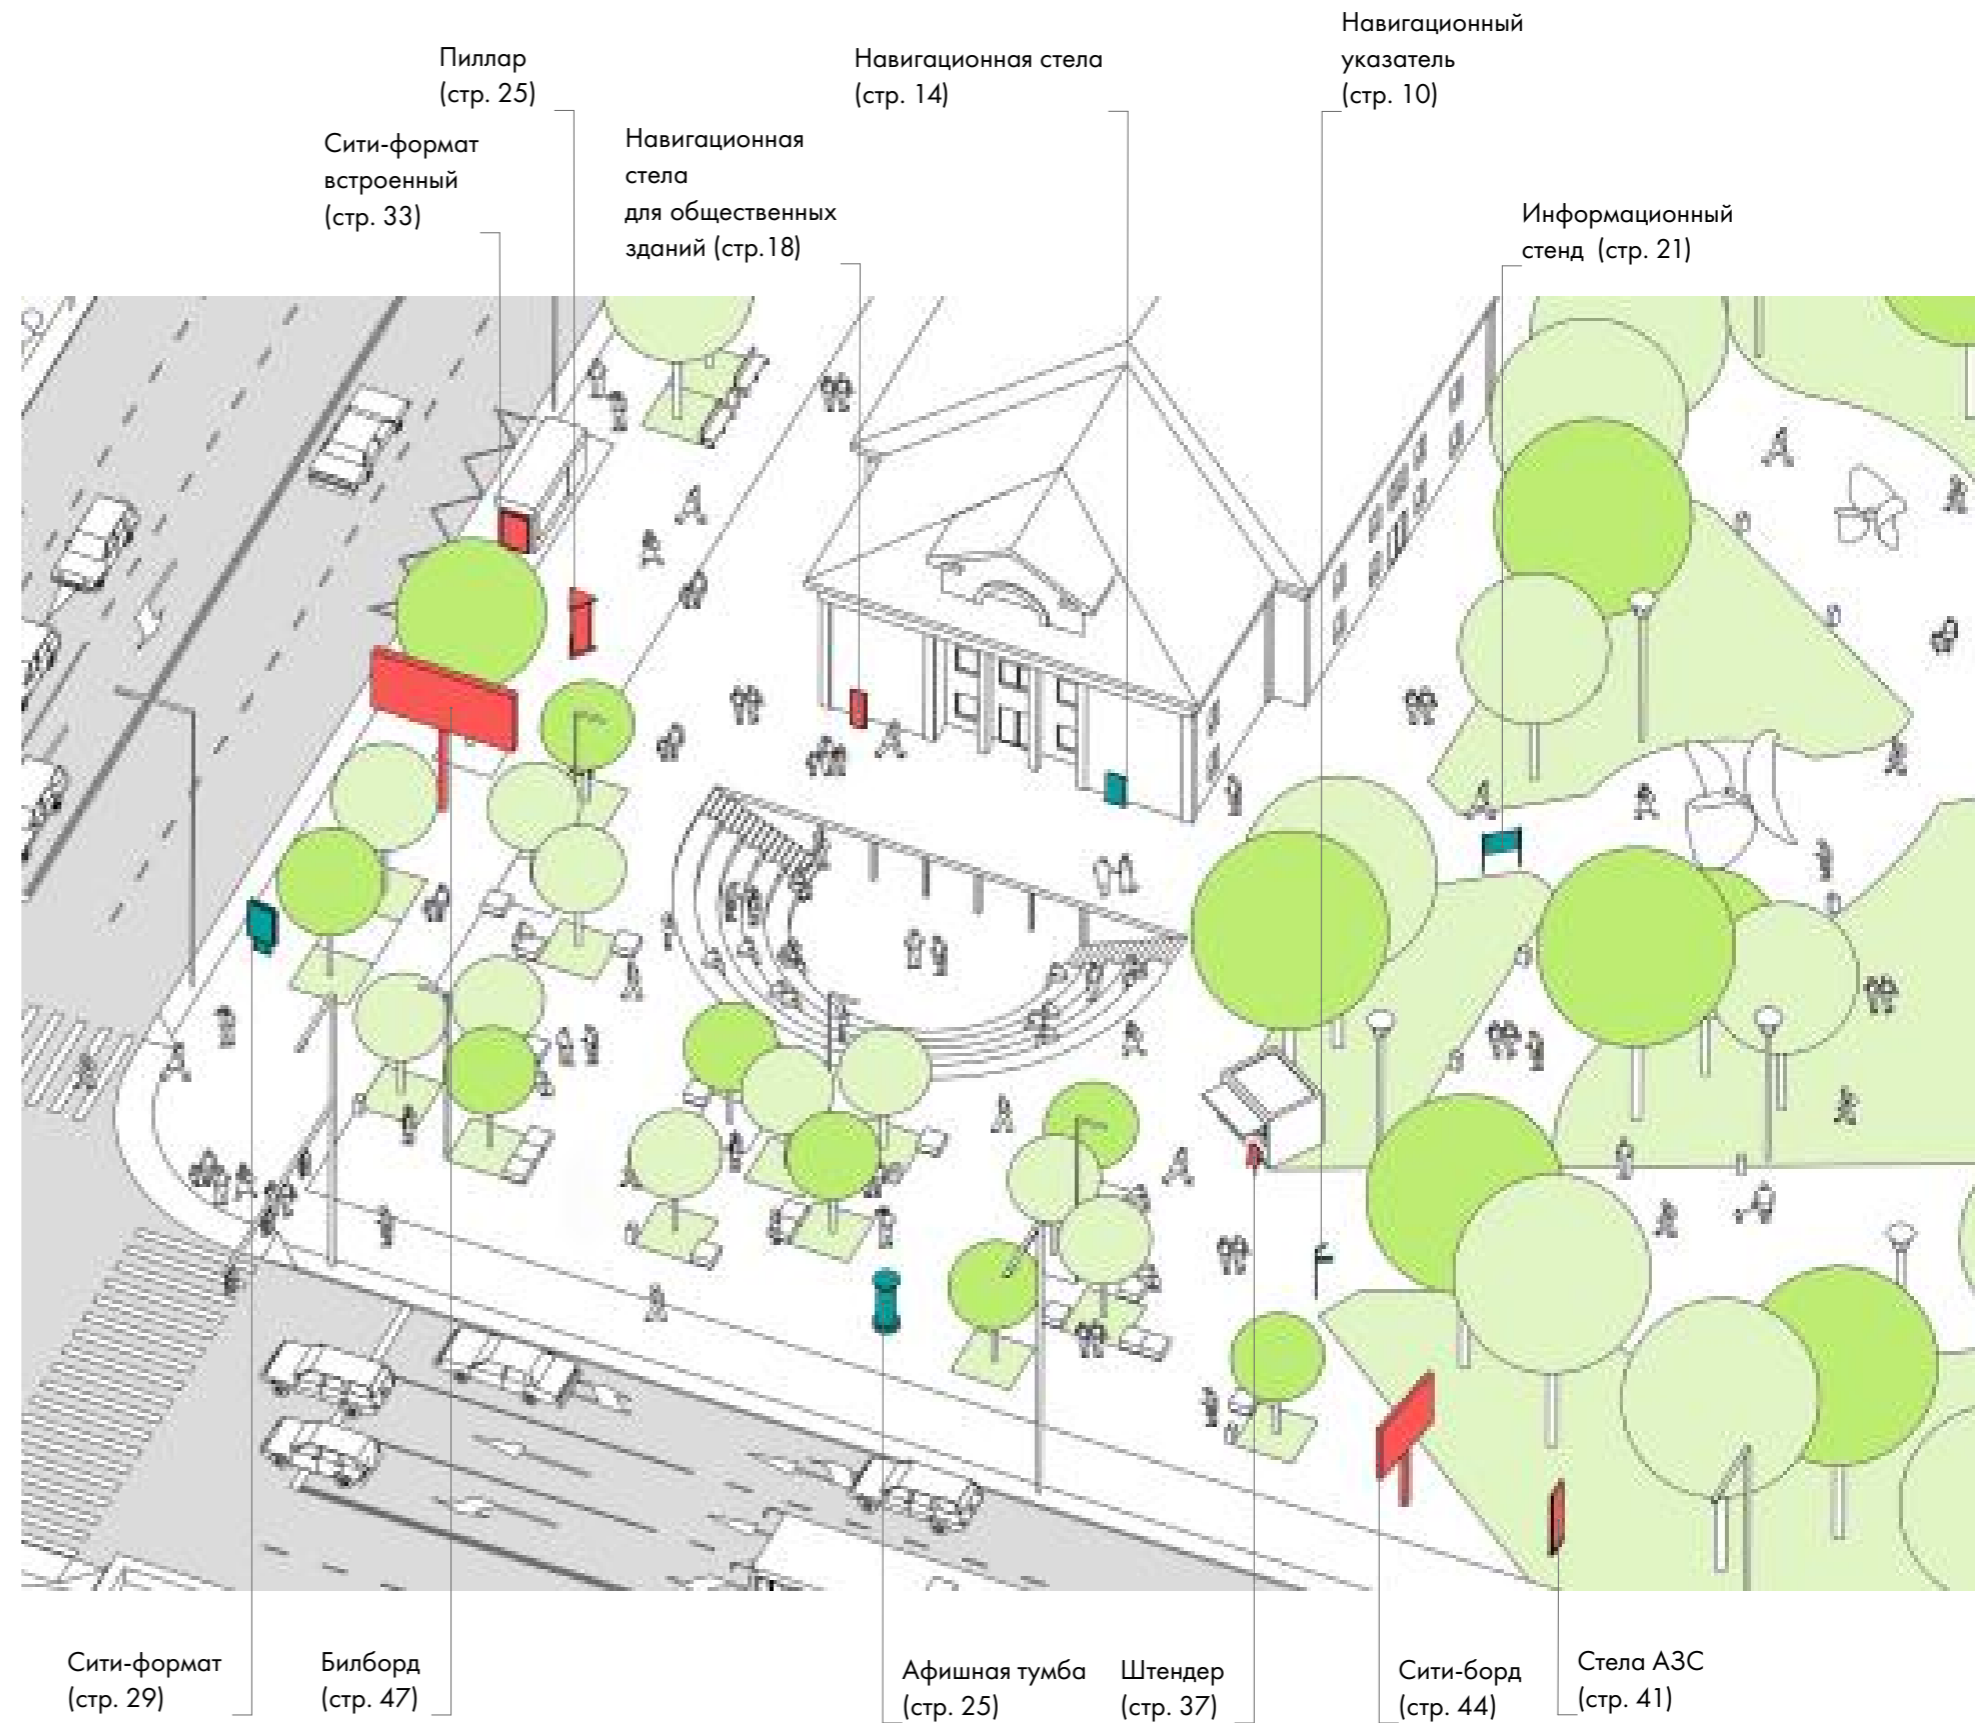 Навигационный
указатель
(стр. 10)
Пиллар
(стр. 25)
Навигационная стела
(стр. 14)
Сити-формат
встроенный
(стр. 33)
Навигационная
стела
для общественных
зданий (стр.18)
Информационный
стенд (стр. 21)
Сити-формат
(стр. 29)
Билборд
(стр. 47)
Афишная тумба
(стр. 25)
Штендер
(стр. 37)
Сити-борд
(стр. 44)
Стела АЗС
(стр. 41)